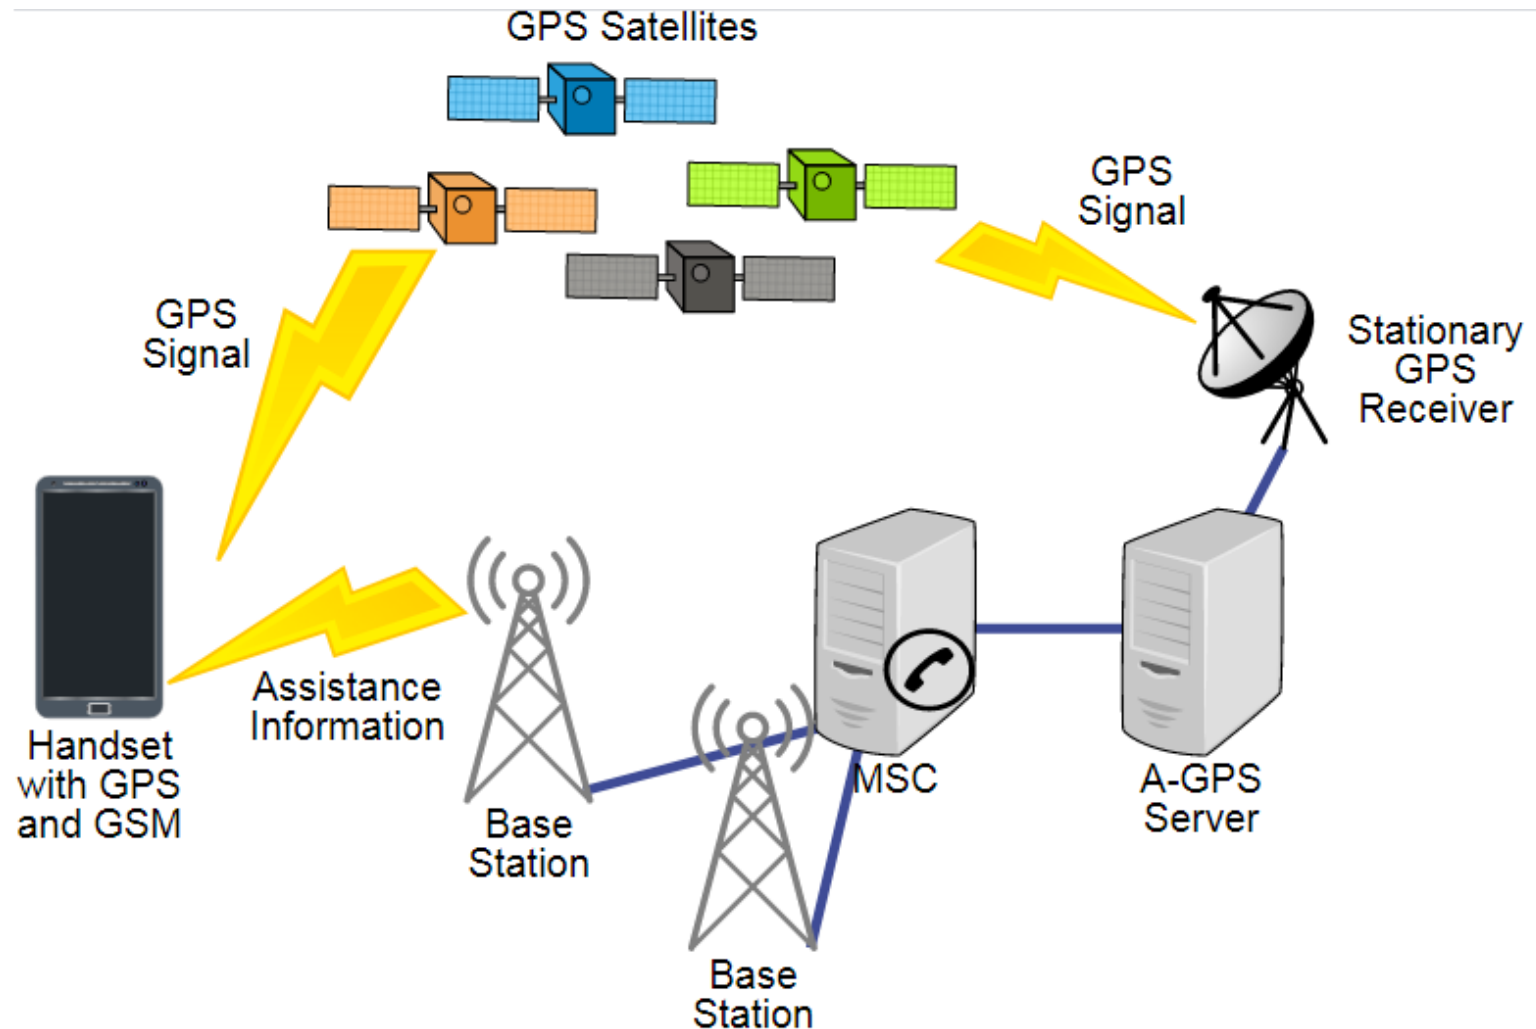 GPS Satellites
GPS
Signal
GPS
Signal
Stationary
GPS
Receiver
Assistance
Information
Handset
with GPS
and GSM
MSC
A-GPS
Server
Base
Station
Base
Station